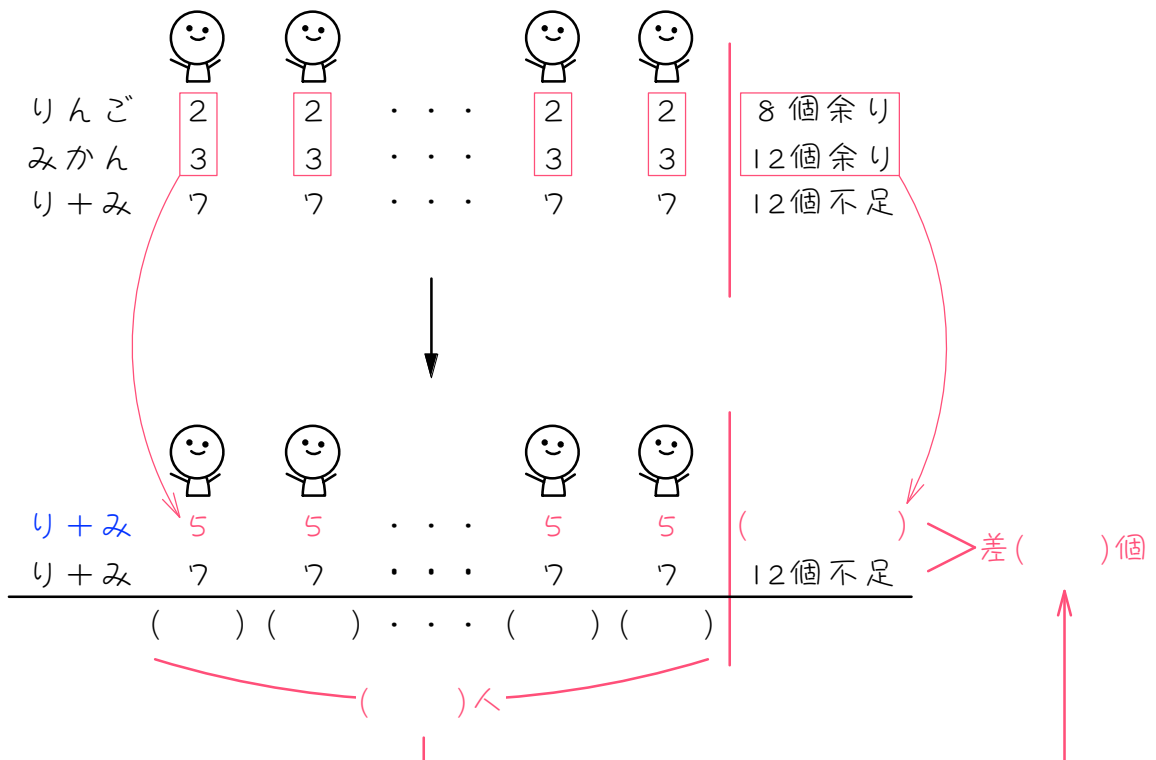 りんご 2 2 ・・・ 2 2 8個余り
みかん 3 3 ・・・ 3 3 12個余り
り+み 7 7 ・・・ 7 7 12個不足
り+み 5 5 ・・・ 5 5 ( )
り+み 7 7 ・・・ 7 7 12個不足
差( )個
( ) ( ) ・・・ ( ) ( )
( )人